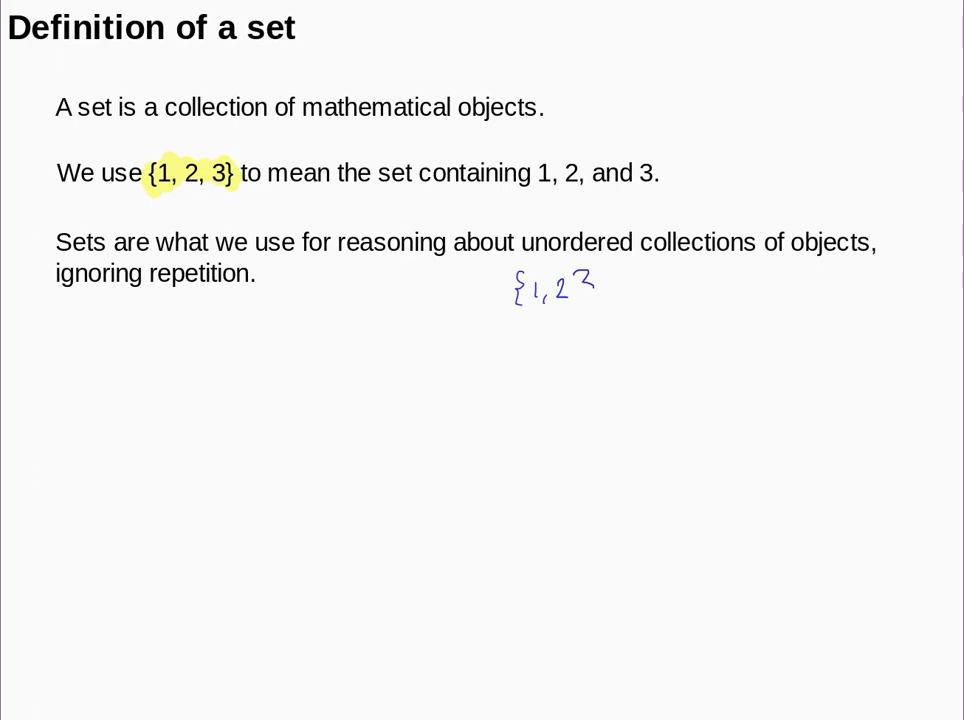 Definition of a set
A set is a collection of mathematical objects.
We use {1, 2, 3} to mean the set containing 1, 2, and 3.
Sets are what we use for reasoning about unordered collections of objects,
ignoring repetition.
{1, 2